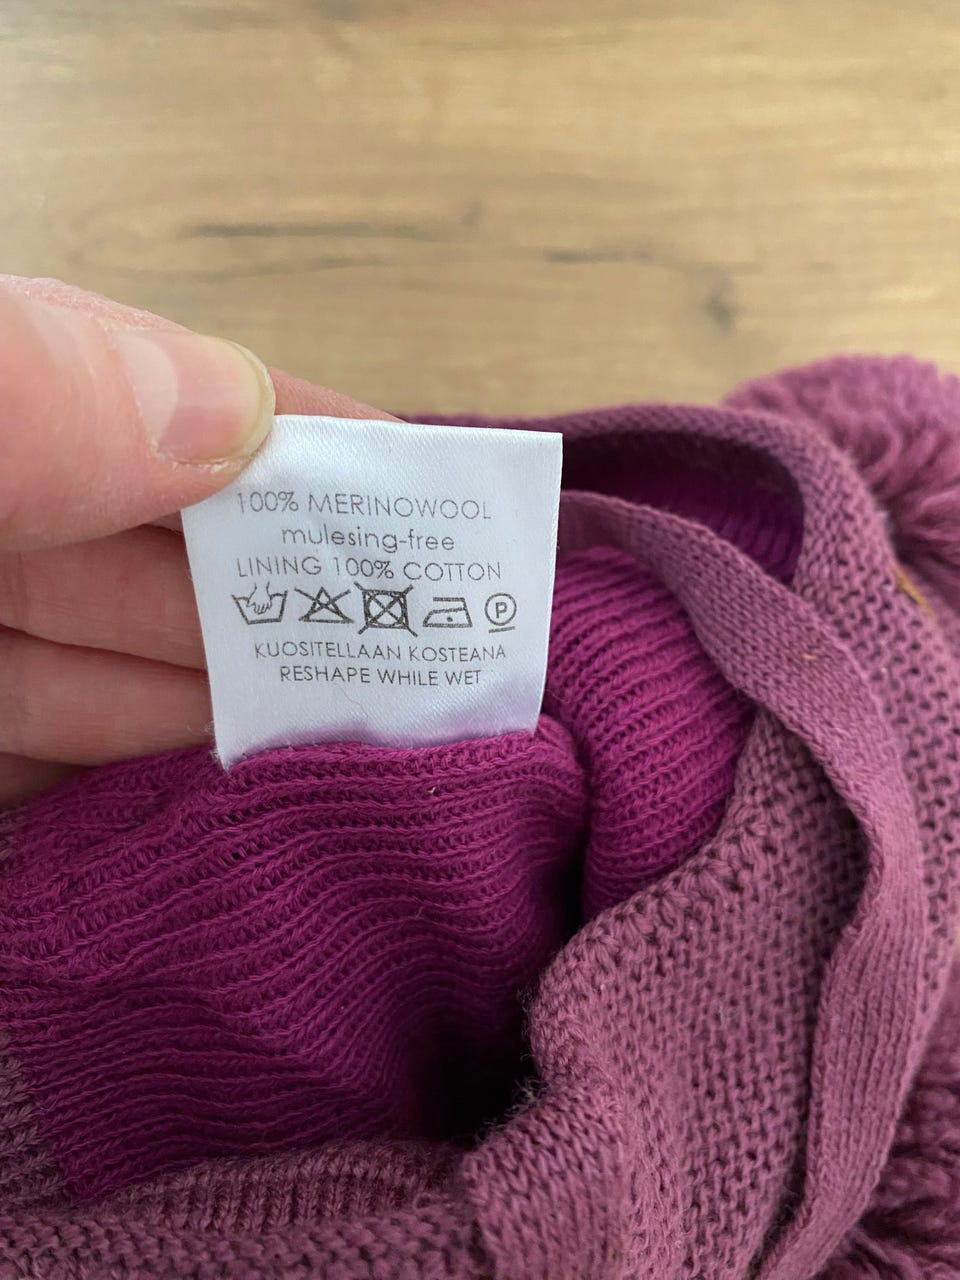 100% MERINOWOOL
mulesing-free
LINING 100% COTTON
P
KUOSITELLAAN KOSTEANA
RESHAPE WHILE WET